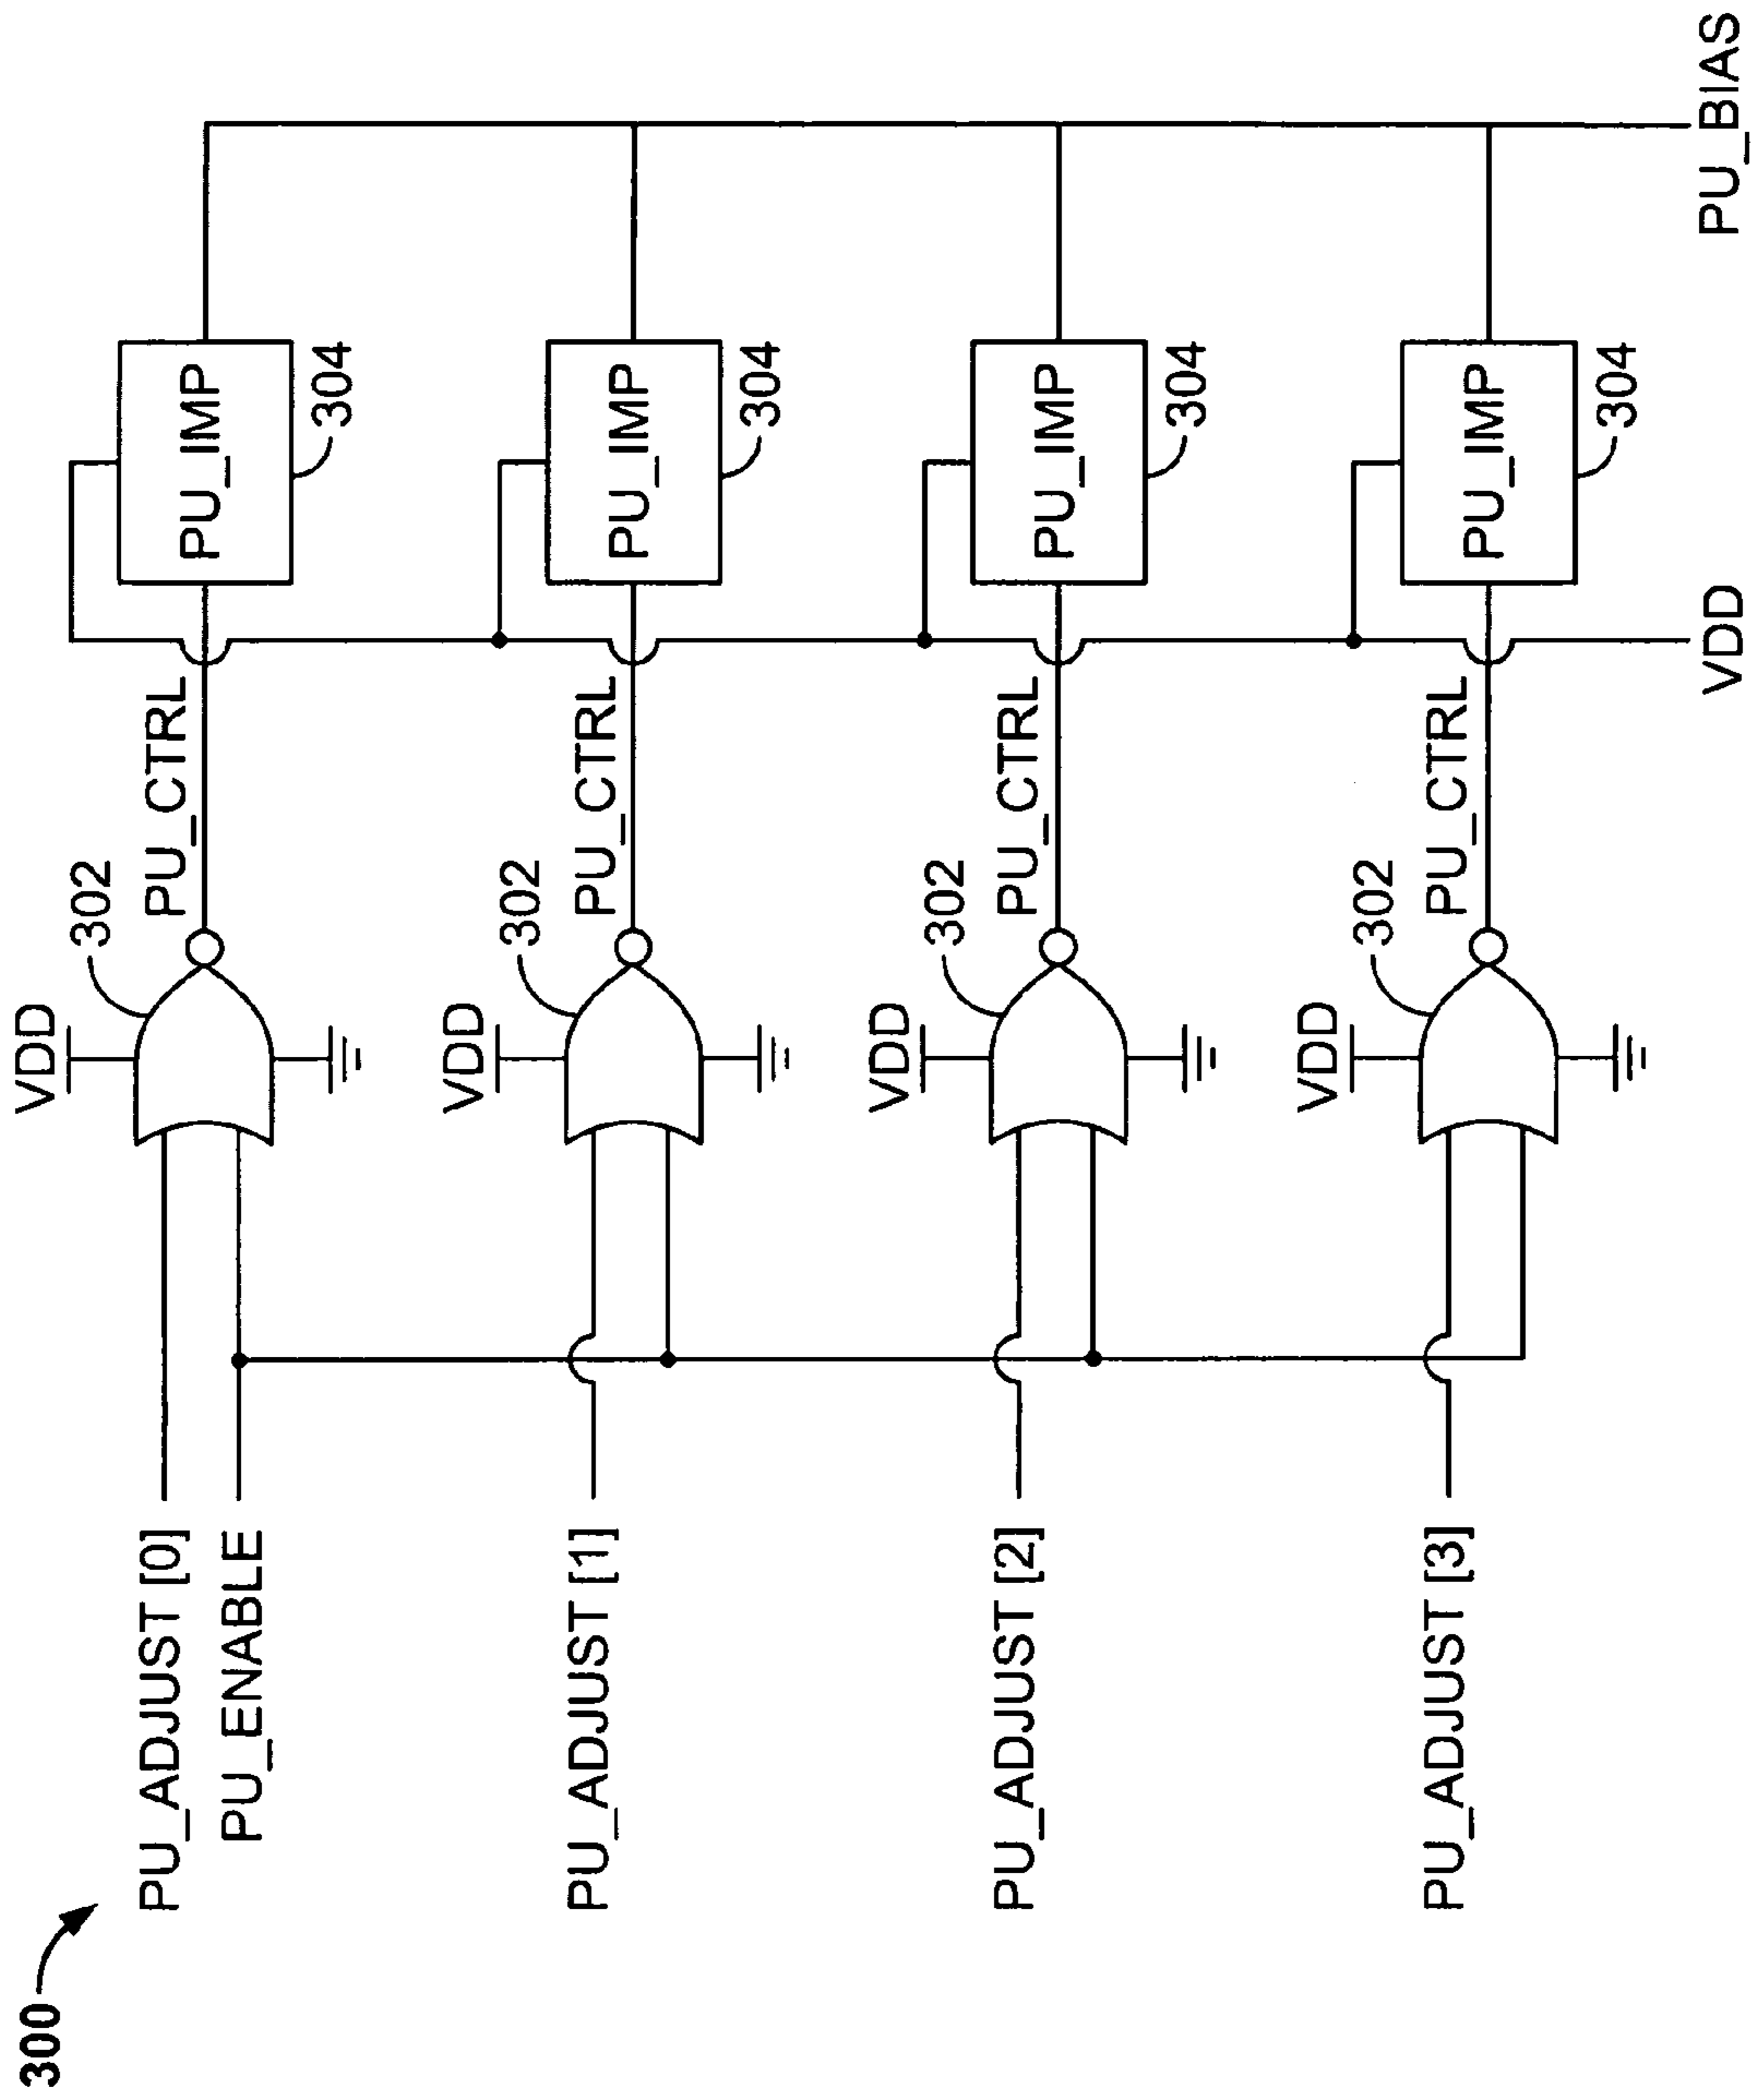 300
PU_ADJUST [0]
PU_ENABLE
VDD
302
PU_CTRL
PU_IMP
304
PU_ADJUST [1]
VDD
302
PU_CTRL
PU_IMP
304
PU_ADJUST [2]
VDD
302
PU_CTRL
PU_IMP
304
PU_ADJUST [3]
VDD
302
PU_CTRL
PU_IMP
304
VDD
PU_BIAS